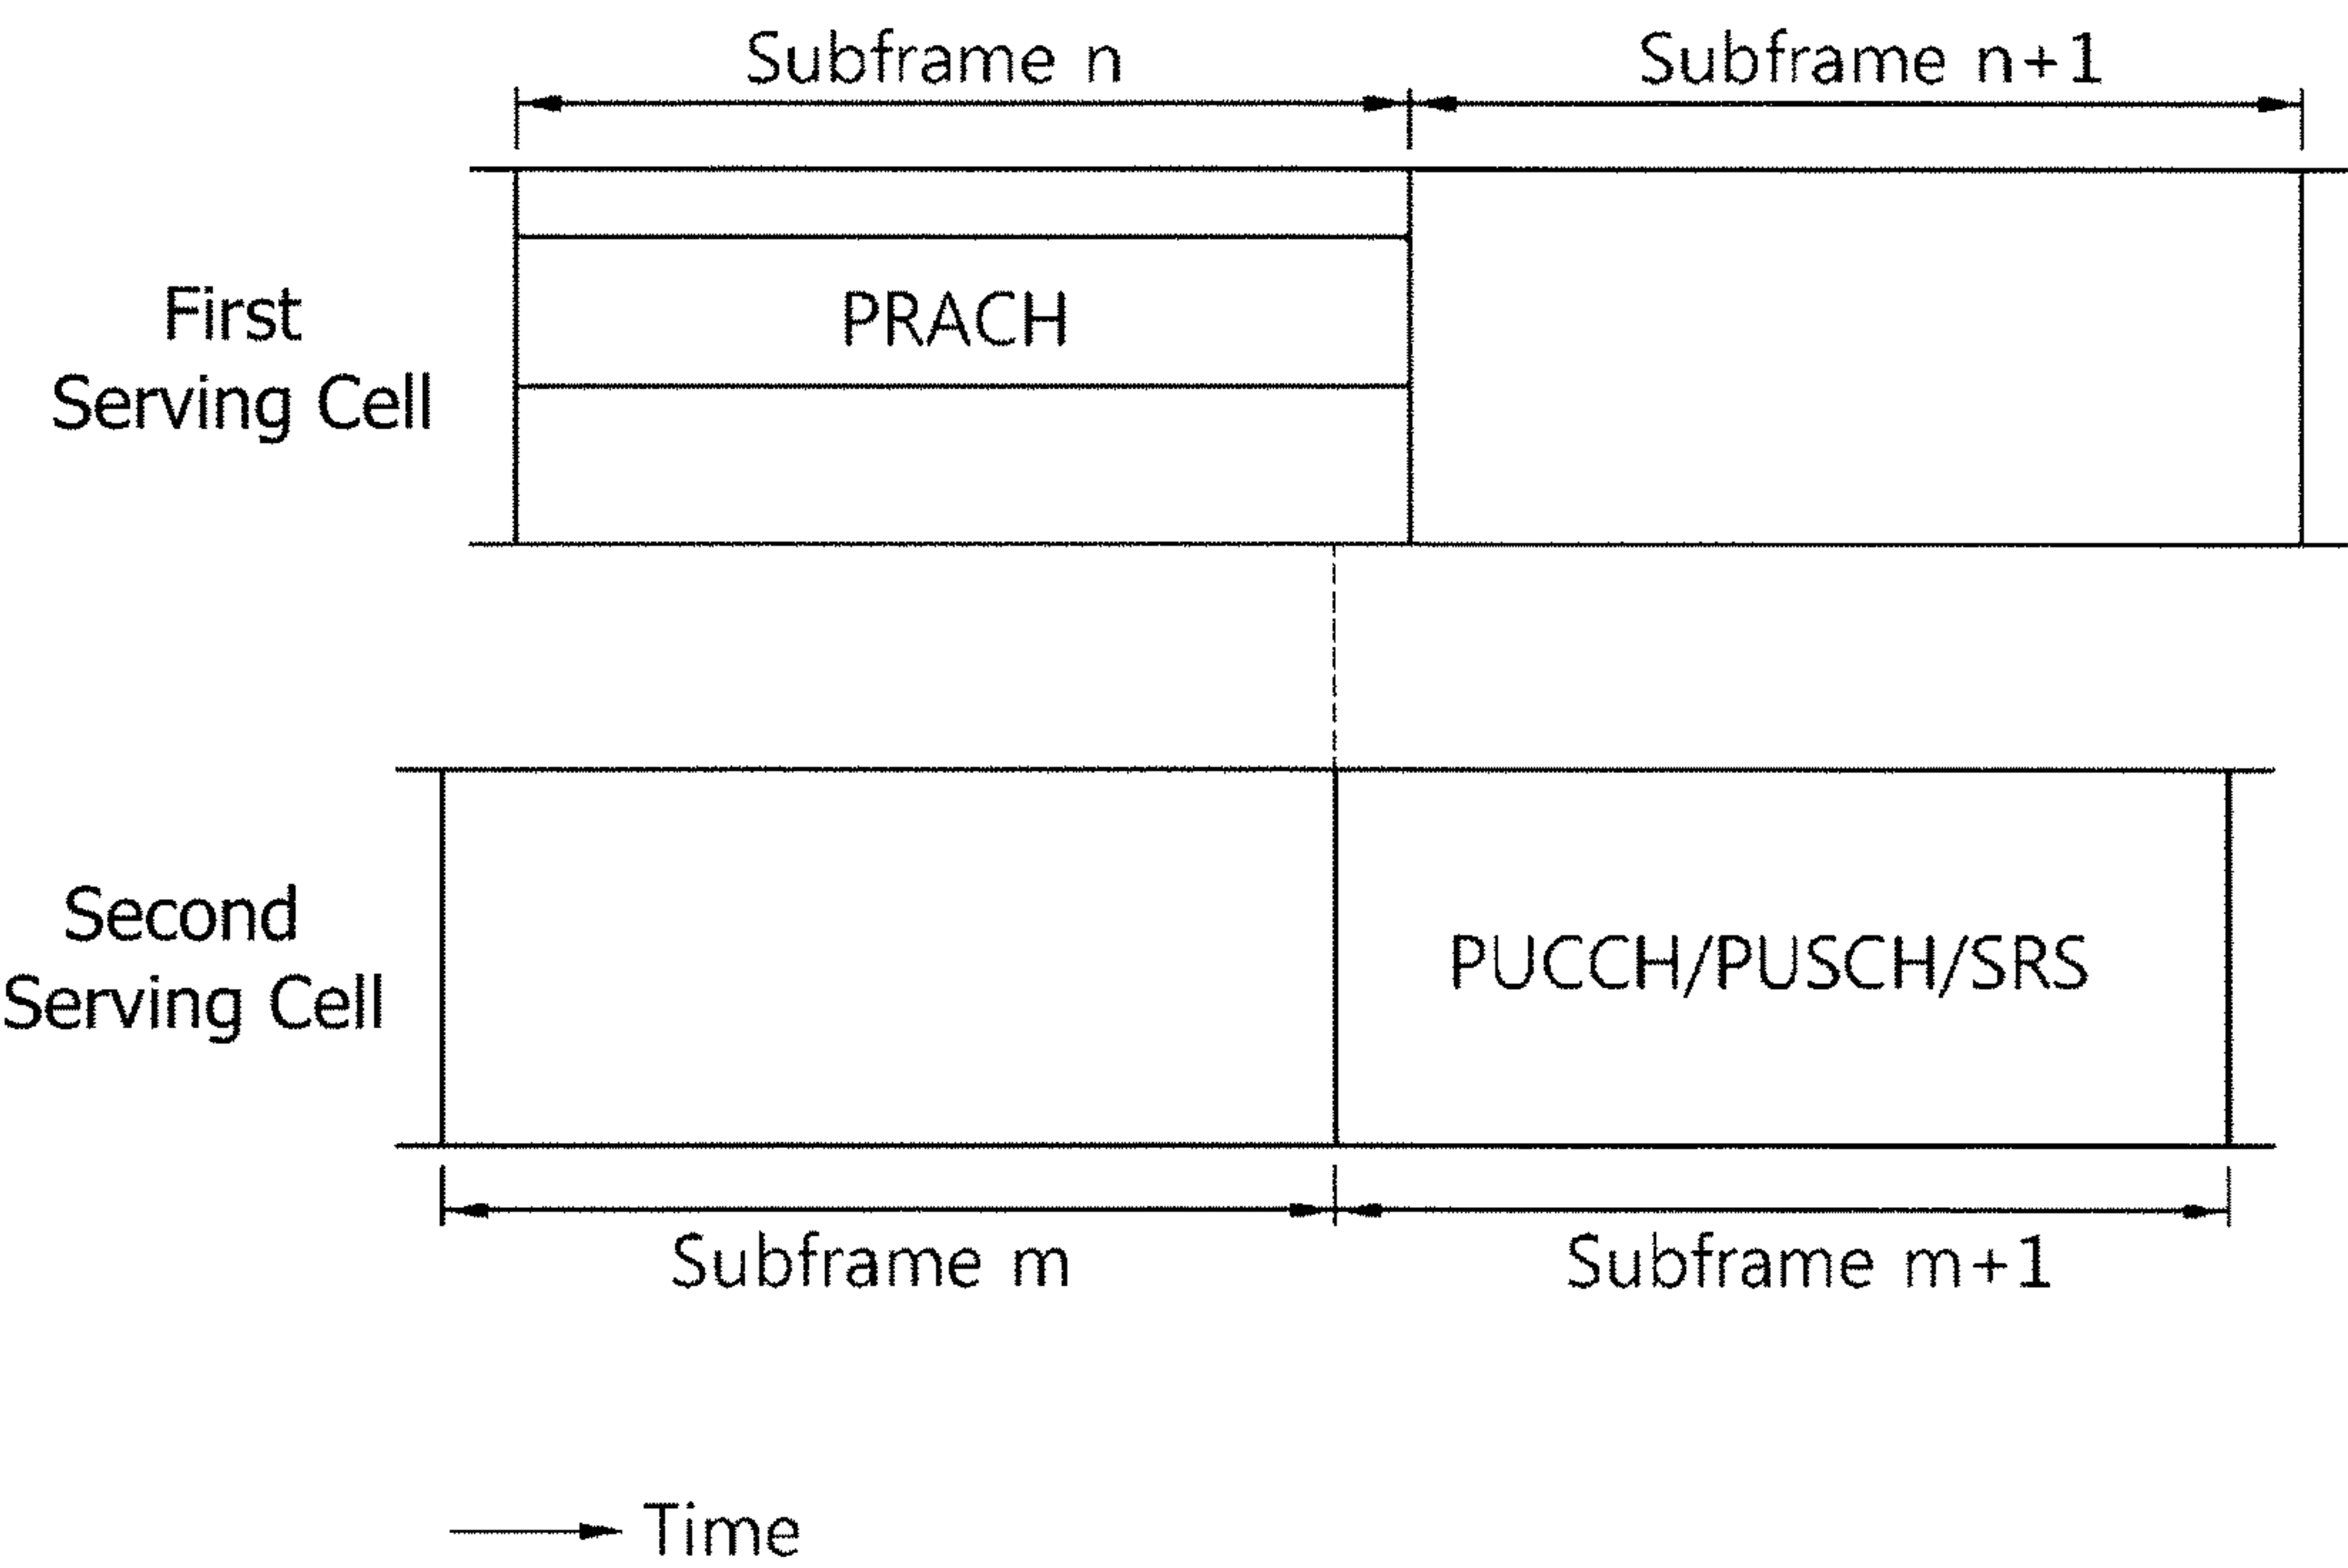 Subframe n
Subframe n+1
First
Serving Cell
PRACH
Second
Serving Cell
PUCCH/PUSCH/SRS
Subframe m
Subframe m+1
Time